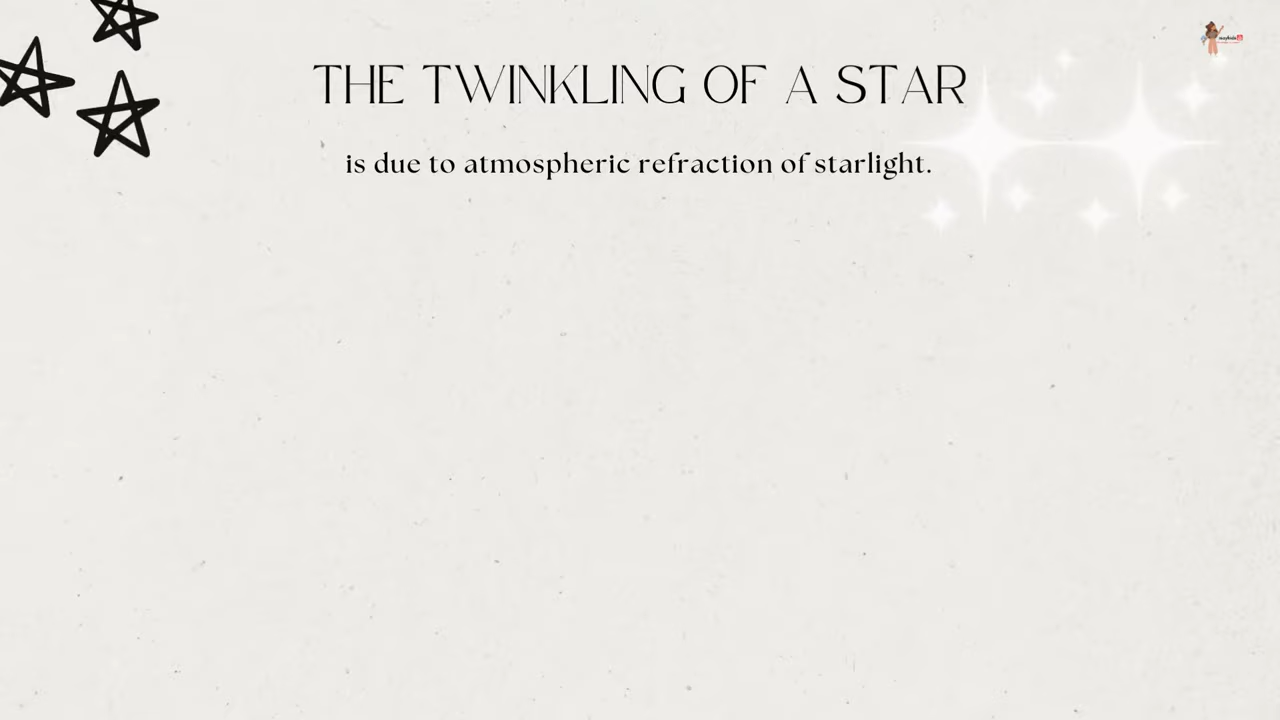 THE TWINKLING OF A STAR
is due to atmospheric refraction of starlight.